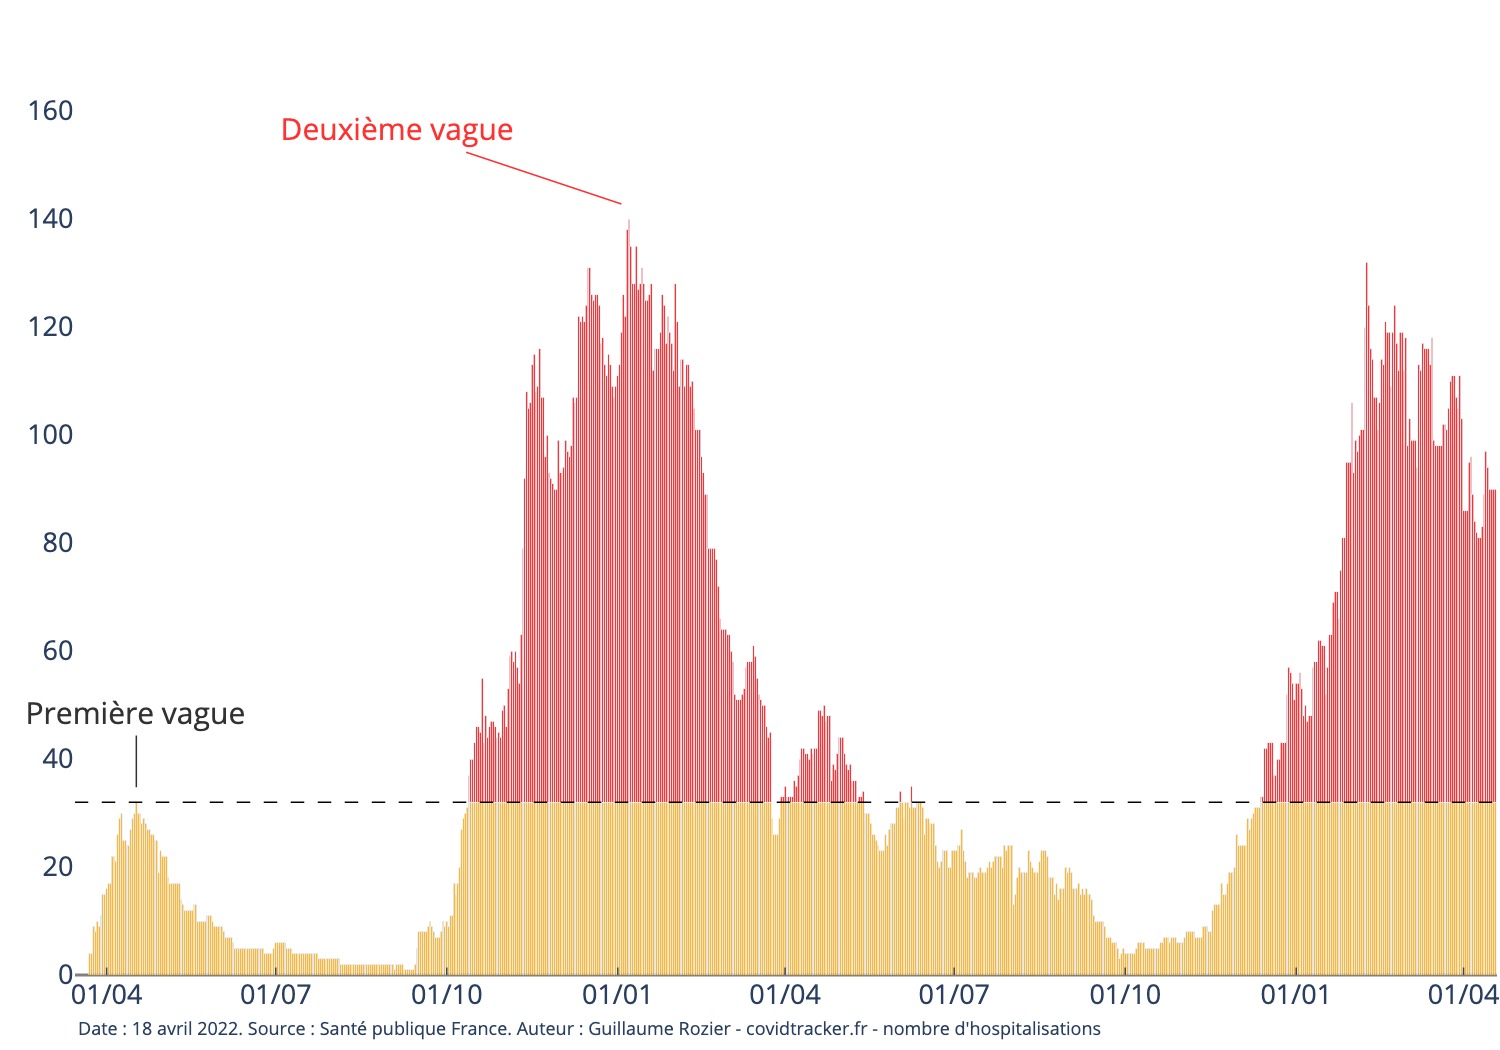 160
Deuxième vague
140
120
100
80
60
Première vague
40
20
0
01/04 01/07 01/10 01/01 01/04 01/07 01/10 01/01 01/04
Date : 18 avril 2022. Source : Santé publique France. Auteur : Guillaume Rozier - covidtracker.fr - nombre d'hospitalisations